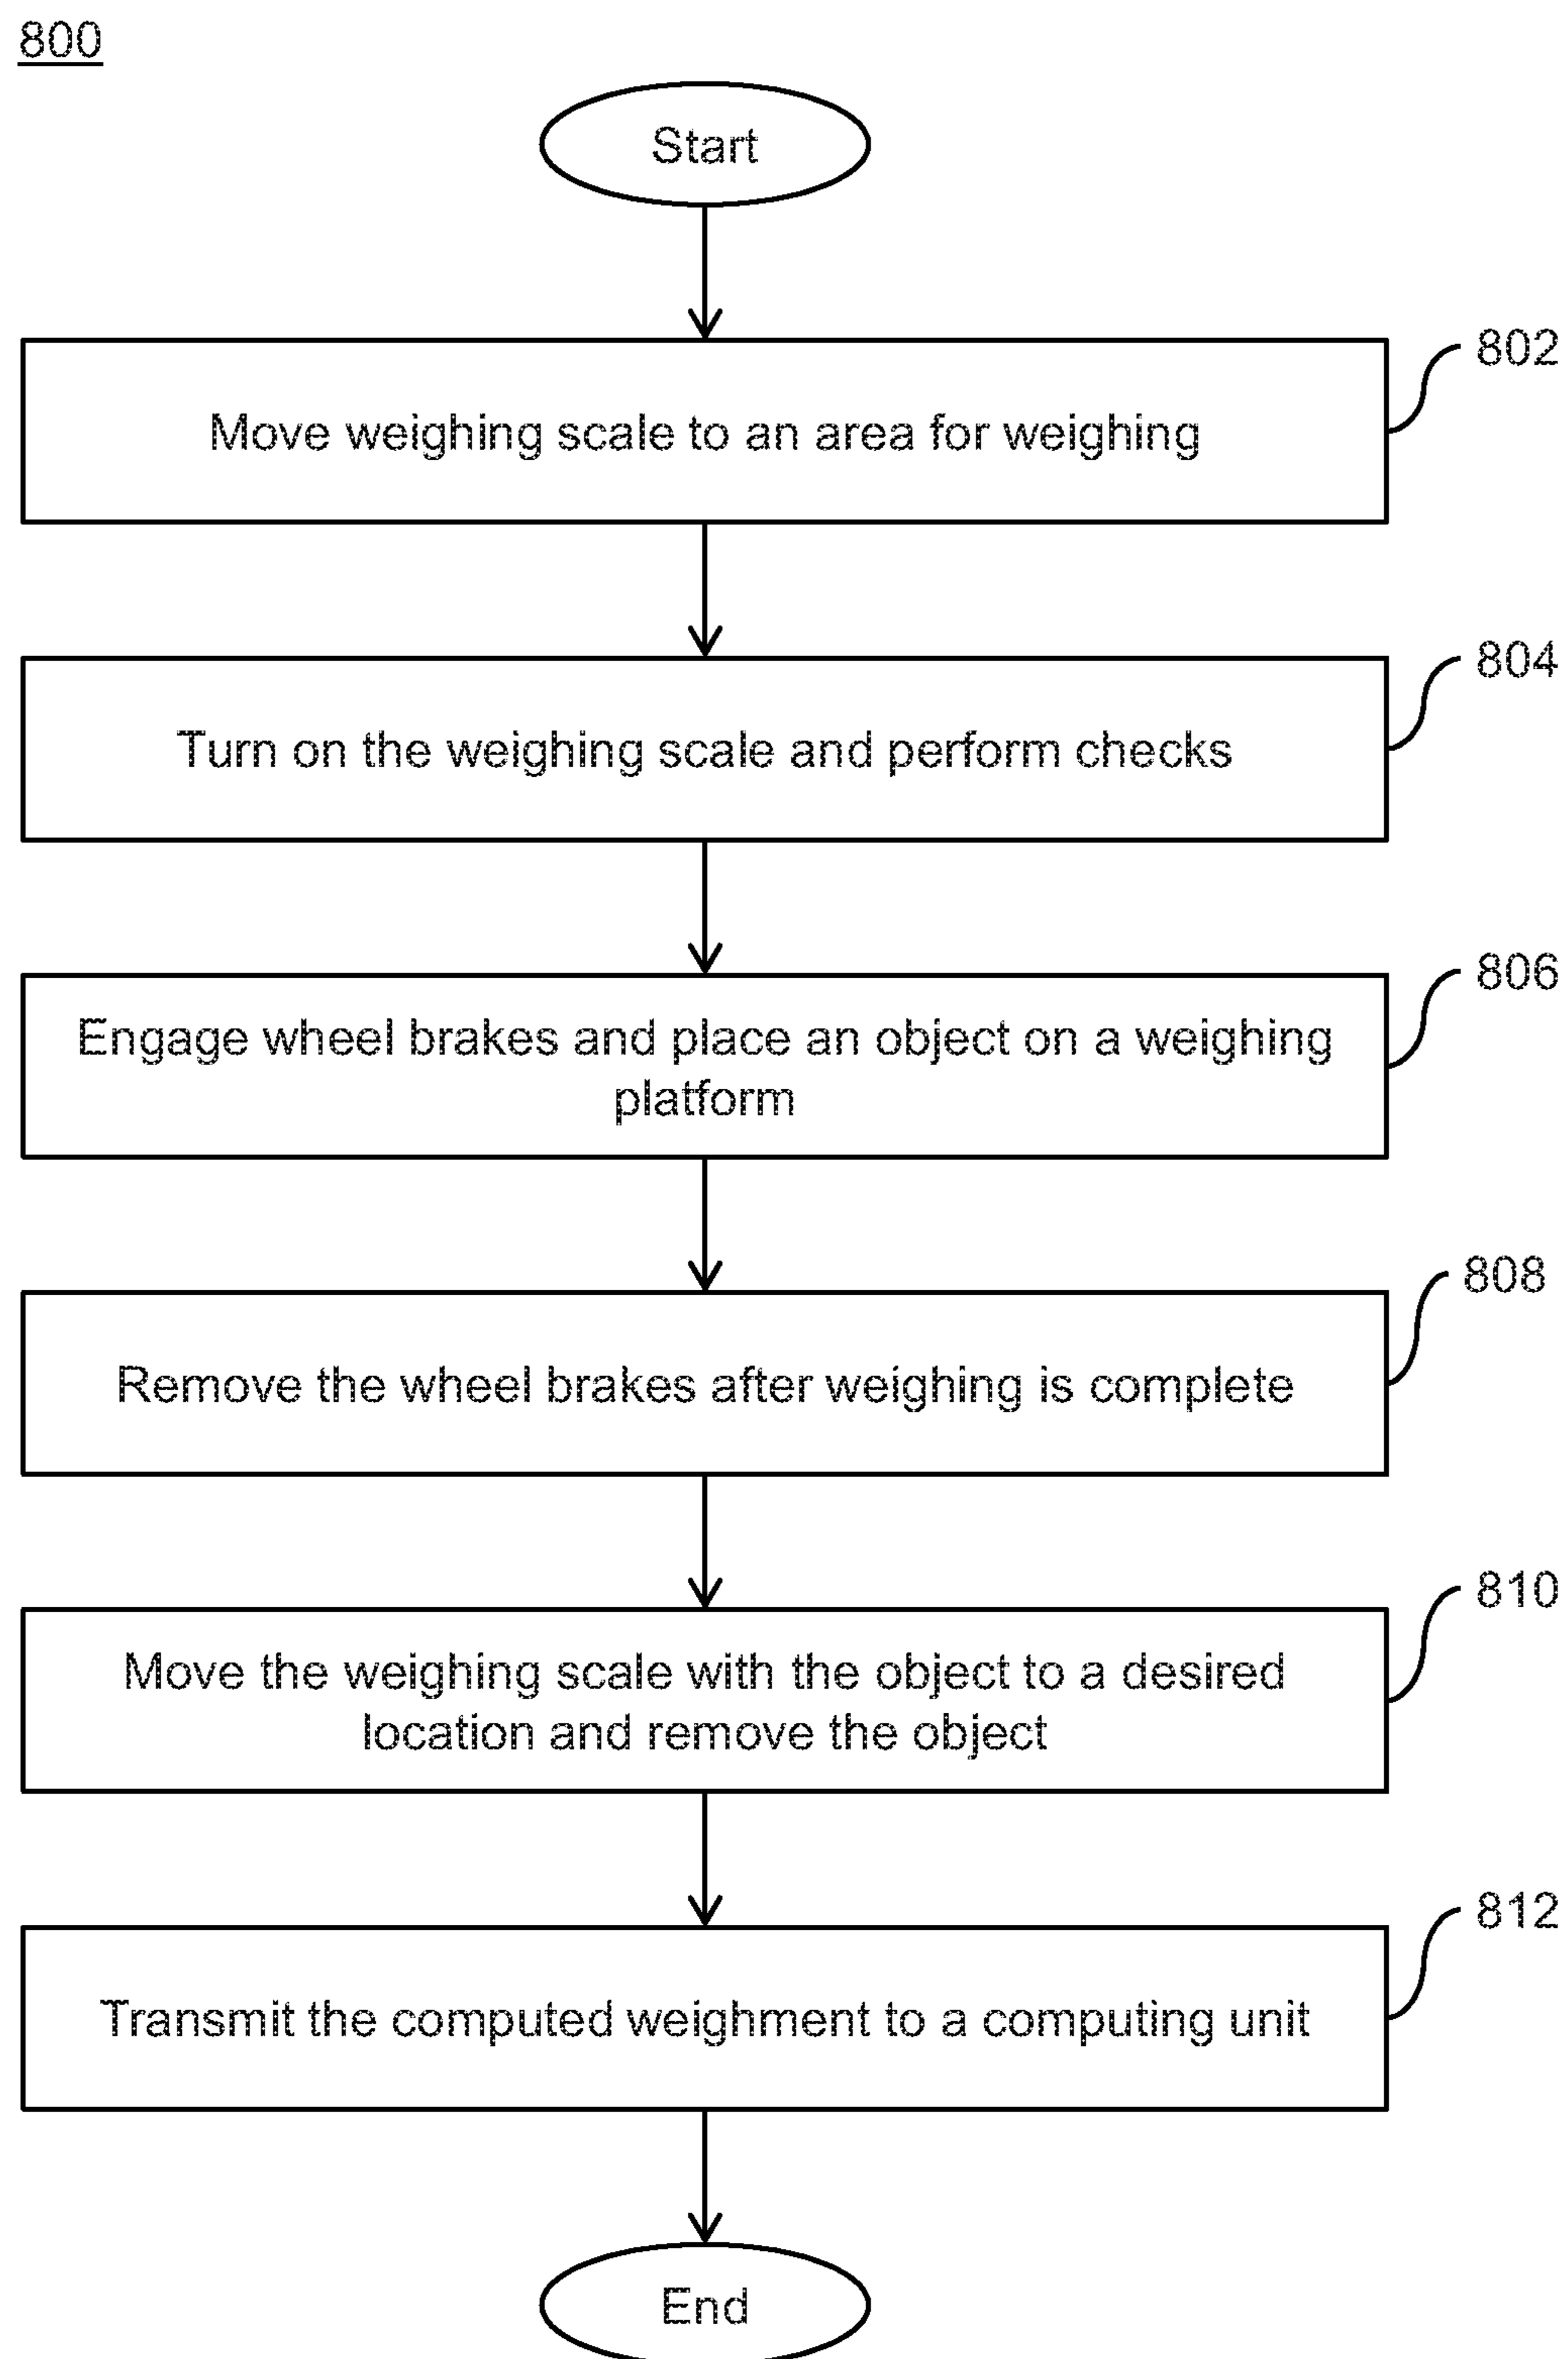 800
Start
802
Move weighing scale to an area for weighing
804
Turn on the weighing scale and perform checks
806
Engage wheel brakes and place an object on a weighing
platform
808
Remove the wheel brakes after weighing is complete
810
Move the weighing scale with the object to a desired
location and remove the object
812
Transmit the computed weighment to a computing unit
End